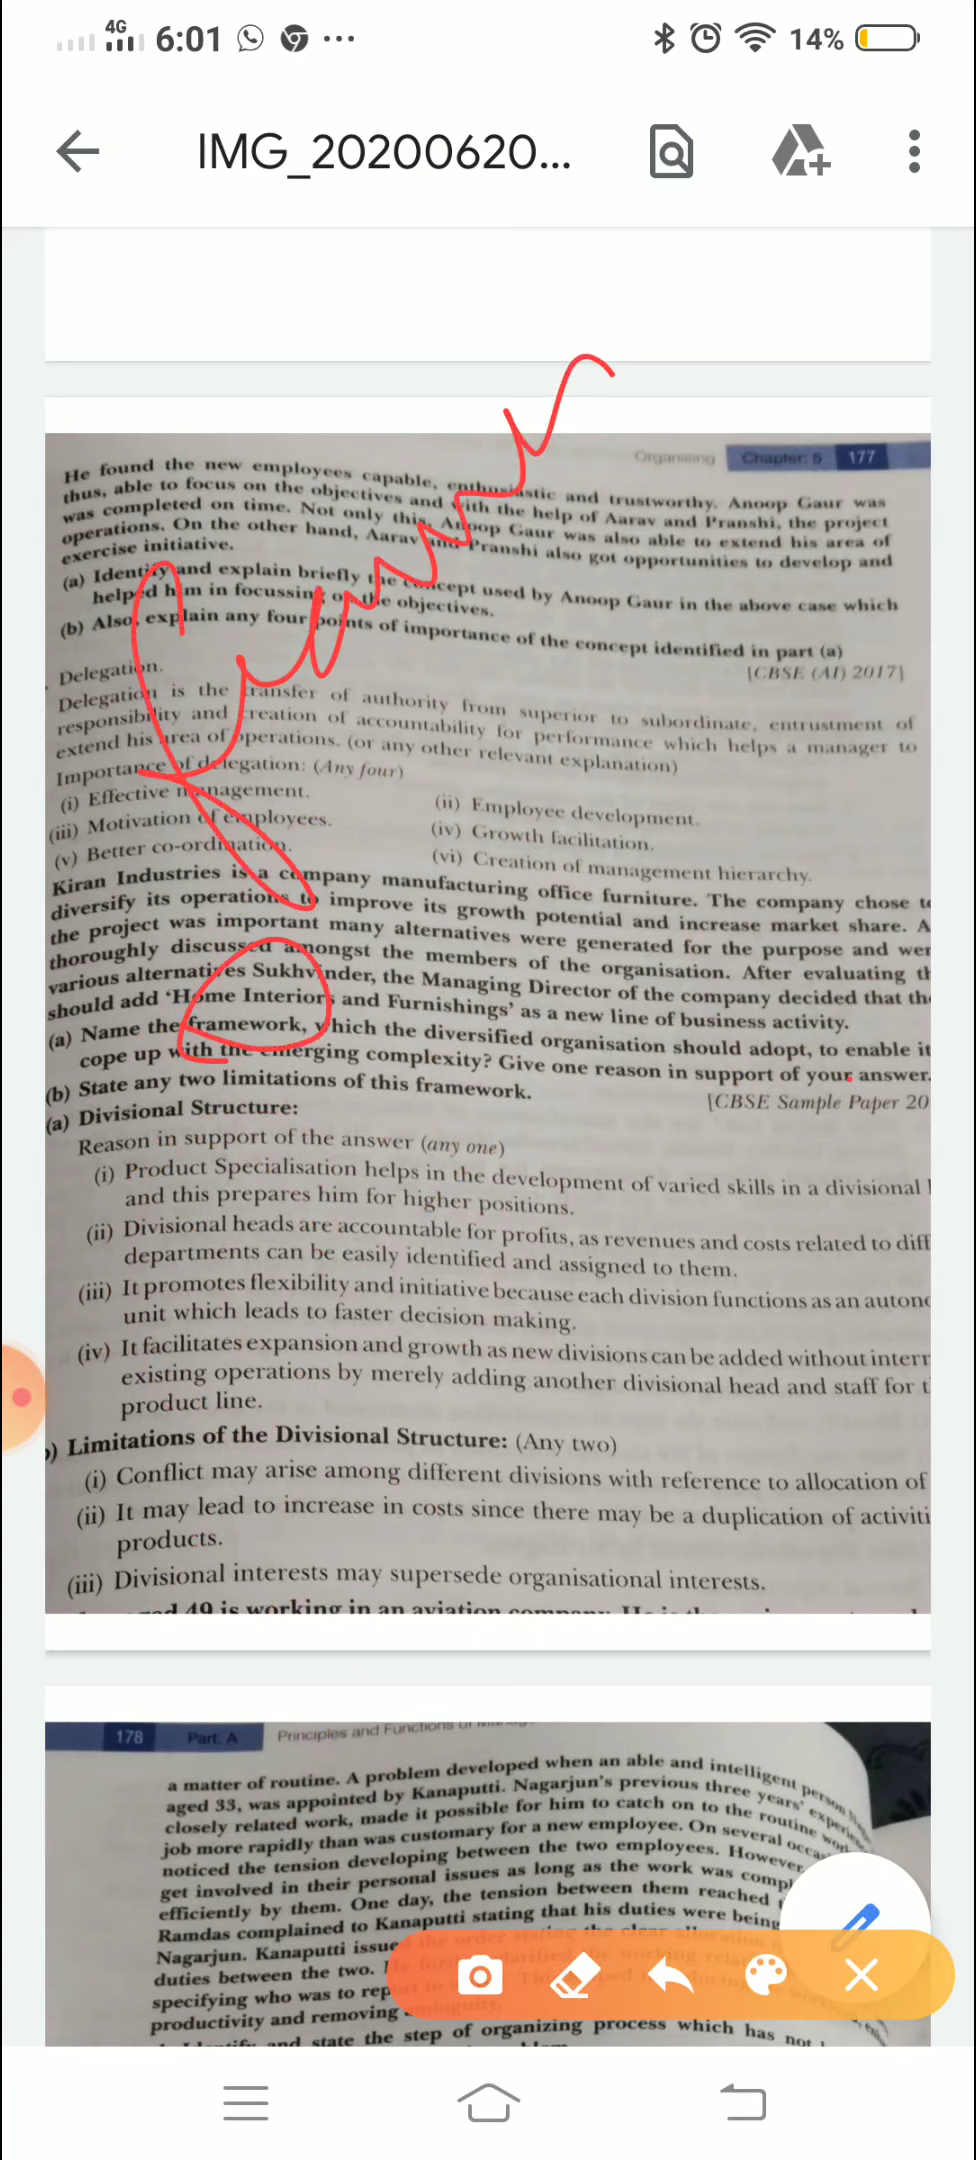 4G 6:01 ... 14%
IMG_20200620...
Organising Chapter: 5 177
He found the new employees capable, enthusiastic and trustworthy. Anoop Gaur was
thus, able to focus on the objectives and with the help of Aarav and Pranshi, the project
was completed on time. Not only this, Anoop Gaur was also able to extend his area of
operations. On the other hand, Aarav and Pranshi also got opportunities to develop and
exercise initiative.
(a) Identify and explain briefly the concept used by Anoop Gaur in the above case which
helped him in focussing on the objectives.
(b) Also, explain any four points of importance of the concept identified in part (a)
[CBSE (AI) 2017]
Delegation.
Delegation is the transfer of authority from superior to subordinate, entrustment of
responsibility and creation of accountability for performance which helps a manager to
extend his area of operations. (or any other relevant explanation)
Importance of delegation: (Any four)
(i) Effective management. (ii) Employee development.
(iii) Motivation of employees. (iv) Growth facilitation.
(v) Better co-ordination. (vi) Creation of management hierarchy.
Kiran Industries is a company manufacturing office furniture. The company chose
diversify its operations to improve its growth potential and increase market share. A
the project was important many alternatives were generated for the purpose and
thoroughly discussed amongst the members of the organisation. After evaluating
various alternatives Sukhvinder, the Managing Director of the company decided that
should add 'Home Interiors and Furnishings' as a new line of business activity.
(a) Name the framework, which the diversified organisation should adopt, to enable it
cope up with the emerging complexity? Give one reason in support of your answer.
(b) State any two limitations of this framework. [CBSE Sample Paper 20
(a) Divisional Structure:
Reason in support of the answer (any one)
(i) Product Specialisation helps in the development of varied skills in a divisional
and this prepares him for higher positions.
(ii) Divisional heads are accountable for profits, as revenues and costs related to diff
departments can be easily identified and assigned to them.
(iii) It promotes flexibility and initiative because each division functions as an autono
unit which leads to faster decision making.
(iv) It facilitates expansion and growth as new divisions can be added without interr
existing operations by merely adding another divisional head and staff for t
product line.
) Limitations of the Divisional Structure: (Any two)
(i) Conflict may arise among different divisions with reference to allocation of
(ii) It may lead to increase in costs since there may be a duplication of activiti
products.
(iii) Divisional interests may supersede organisational interests.
49 is working in an aviation
178 Part: A Principles and Functions of
a matter of routine. A problem developed when an able and intelligent person
aged 33, was appointed by Kanaputti. Nagarjun's previous three years'
closely related work, made it possible for him to catch on to the routine
job more rapidly than was customary for a new employee. On several
noticed the tension developing between the two employees. However
get involved in their personal issues as long as the work was
efficiently by them. One day, the tension between them reached
Ramdas complained to Kanaputti stating that his duties were being
Nagarjun. Kanaputti issue
duties between the two.
specifying who was to
productivity and removing
and state the step of organizing process which has not